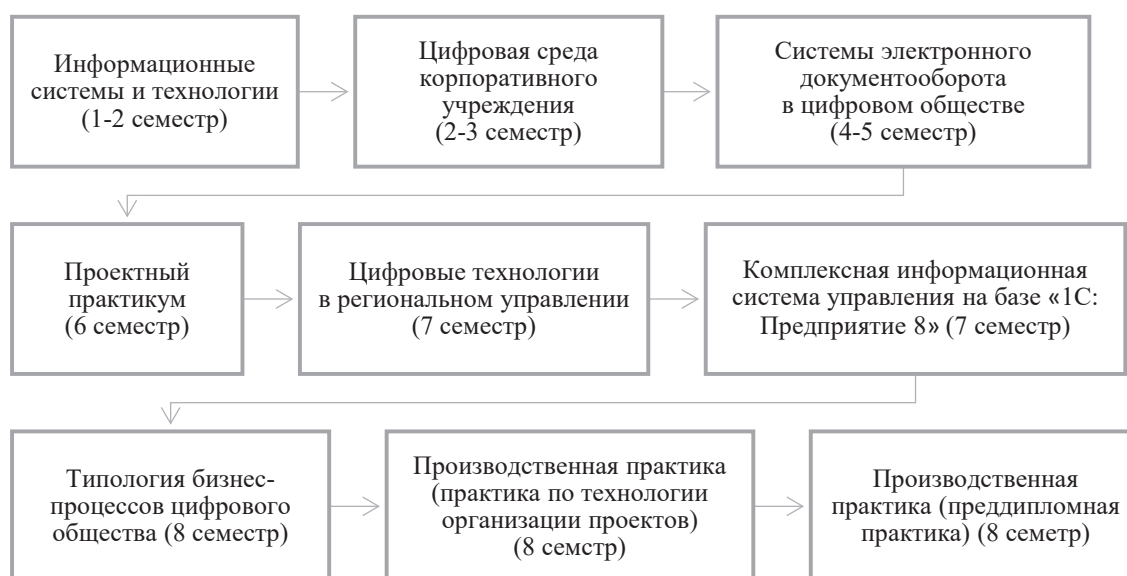 Информационные
системы и технологии
(1-2 семестр)
Цифровая среда
корпоративного
учреждения
(2-3 семестр)
Системы электронного
документооборота
в цифровом обществе
(4-5 семестр)
Проектный
практикум
(6 семестр)
Цифровые технологии
в региональном управлении
(7 семестр)
Комплексная информационная
система управления на базе «1С:
Предприятие 8» (7 семестр)
Типология бизнес-
процессов цифрового
общества (8 семестр)
Производственная практика
(практика по технологии
организации проектов)
(8 семстр)
Производственная
практика (преддипломная
практика) (8 семетр)